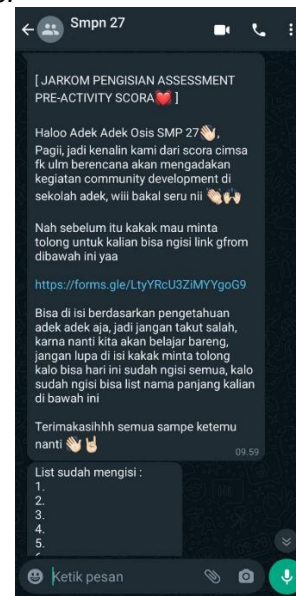 Smpn 27
[ JARKOM PENGISIAN ASSESSMENT
PRE-ACTIVITY SCORA💓 ]
Haloo Adek Adek Osis SMP 27👋🏻,
Pagii, jadi kenalin kami dari scora cimsa
fk ulm berencana akan mengadakan
kegiatan community development di
sekolah adek, wiii bakal seru nii 👏🏻🙌🏻
Nah sebelum itu kakak mau minta
tolong untuk kalian bisa ngisi link gfrom
dibawah ini yaa
https://forms.gle/LtyYRcU3ZiMYYgoG9
Bisa di isi berdasarkan pengetahuan
adek adek aja, jadi jangan takut salah,
karna nanti kita akan belajar bareng,
jangan lupa di isi kakak minta tolong
kalo bisa hari ini sudah ngisi semua, kalo
sudah ngisi bisa list nama panjang kalian
di bawah ini
Terimakasihhh semua sampe ketemu
nanti 👋🏻🤘🏻
09.59
List sudah mengisi :
1.
2.
3.
4.
5.
Ketik pesan